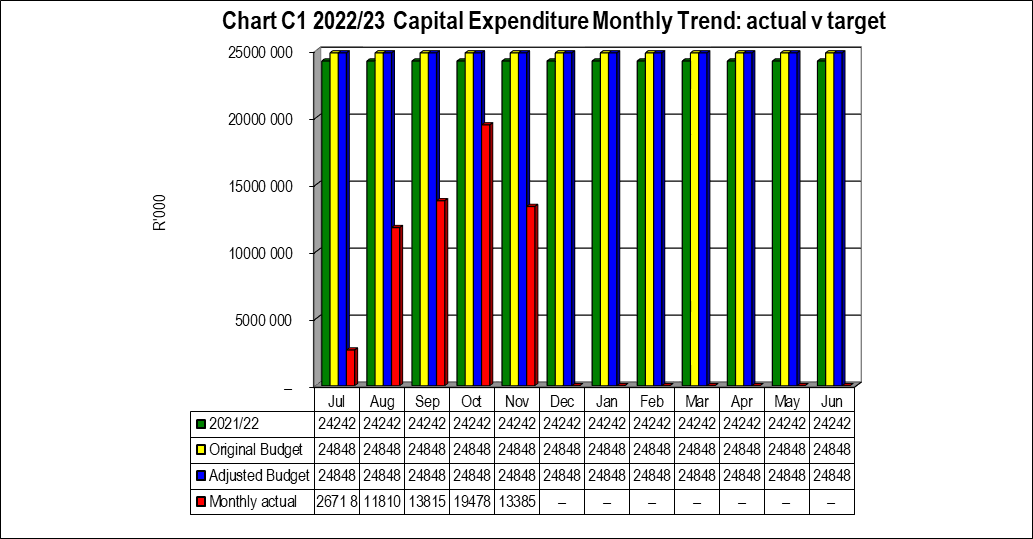 Chart C1 2022/23 Capital Expenditure Monthly Trend: actual v target
R'000
25000 000
20000 000
15000 000
10000 000
5000 000
–
Jul Aug Sep Oct Nov Dec Jan Feb Mar Apr May Jun
2021/22 24242 24242 24242 24242 24242 24242 24242 24242 24242 24242 24242 24242
Original Budget 24848 24848 24848 24848 24848 24848 24848 24848 24848 24848 24848 24848
Adjusted Budget 24848 24848 24848 24848 24848 24848 24848 24848 24848 24848 24848 24848
Monthly actual 2671 8 11810 13815 19478 13385 – – – – – – –